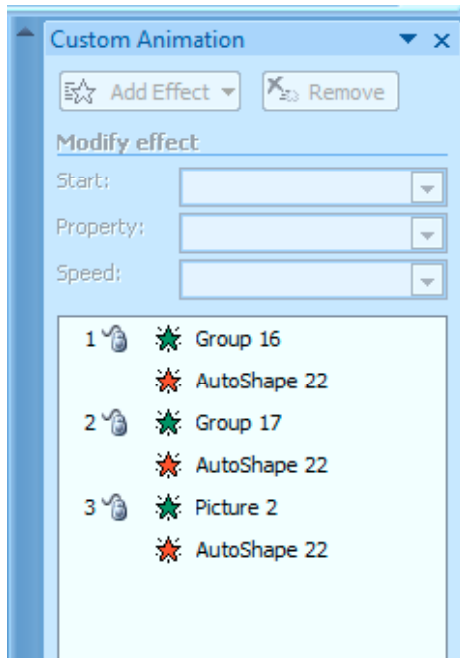 Custom Animation
Add Effect Remove
Modify effect
Start:
Property:
Speed:
1 Group 16
AutoShape 22
2 Group 17
AutoShape 22
3 Picture 2
AutoShape 22